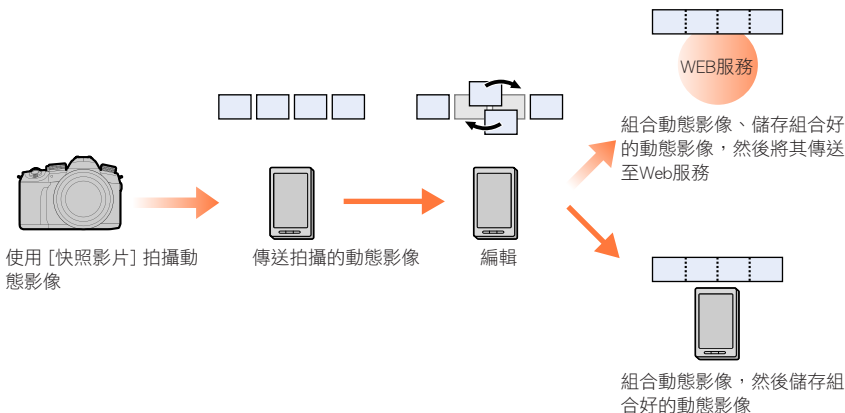 使用 [快照影片] 拍攝動
態影像
傳送拍攝的動態影像
編輯
WEB服務
組合動態影像、儲存組合好
的動態影像，然後將其傳送
至Web服務
組合動態影像，然後儲存組
合好的動態影像